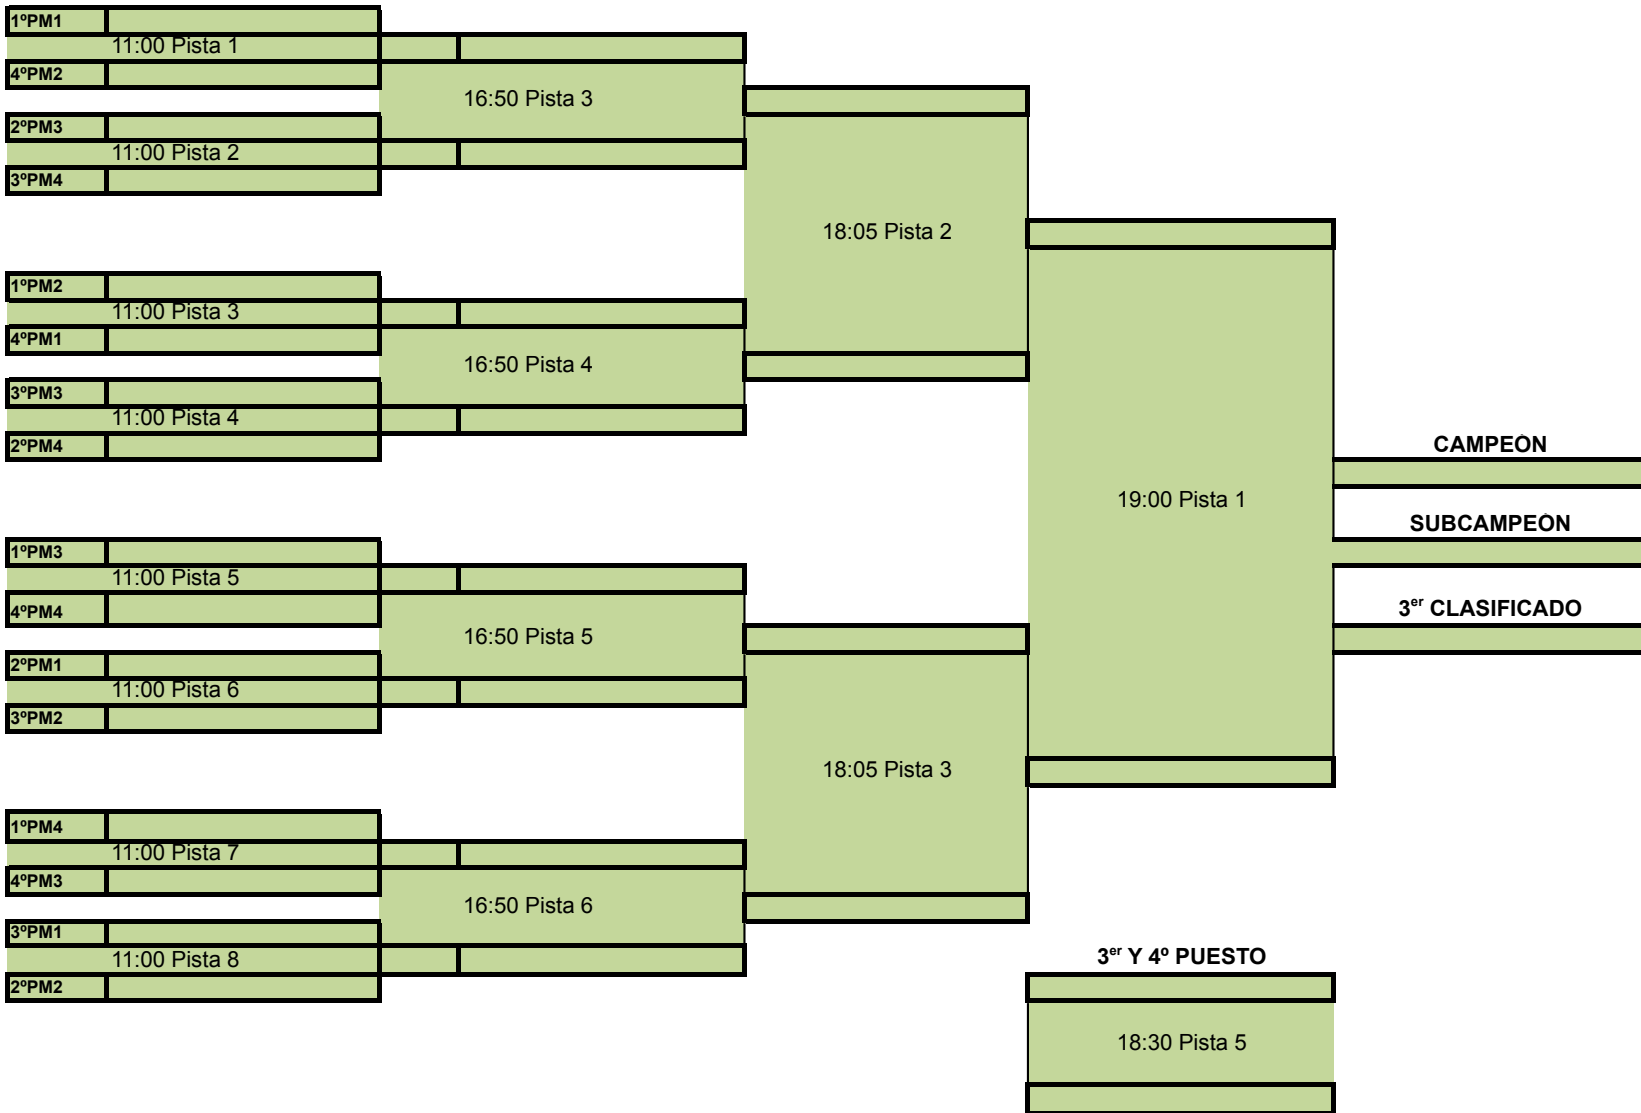 1ºPM1
11:00 Pista 1
4ºPM2
16:50 Pista 3
2ºPM3
11:00 Pista 2
3ºPM4
18:05 Pista 2
1ºPM2
11:00 Pista 3
4ºPM1
16:50 Pista 4
3ºPM3
11:00 Pista 4
2ºPM4
CAMPEÓN
19:00 Pista 1
SUBCAMPEÓN
1ºPM3
11:00 Pista 5
4ºPM4
3er CLASIFICADO
16:50 Pista 5
2ºPM1
11:00 Pista 6
3ºPM2
18:05 Pista 3
1ºPM4
11:00 Pista 7
4ºPM3
16:50 Pista 6
3ºPM1
11:00 Pista 8
3er Y 4º PUESTO
2ºPM2
18:30 Pista 5